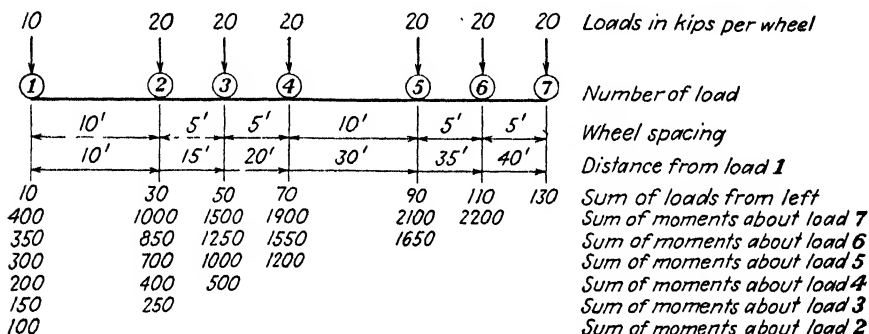 10 20 20 20 20 20 20 Loads in kips per wheel
1 2 3 4 5 6 7 Number of load
10' 5' 5' 10' 5' 5' Wheel spacing
10' 15' 20' 30' 35' 40' Distance from load 1
10 30 50 70 90 110 130 Sum of loads from left
400 1000 1500 1900 2100 2200 Sum of moments about load 7
350 850 1250 1550 1650 Sum of moments about load 6
300 700 1000 1200 Sum of moments about load 5
200 400 500 Sum of moments about load 4
150 250 Sum of moments about load 3
100 Sum of moments about load 2